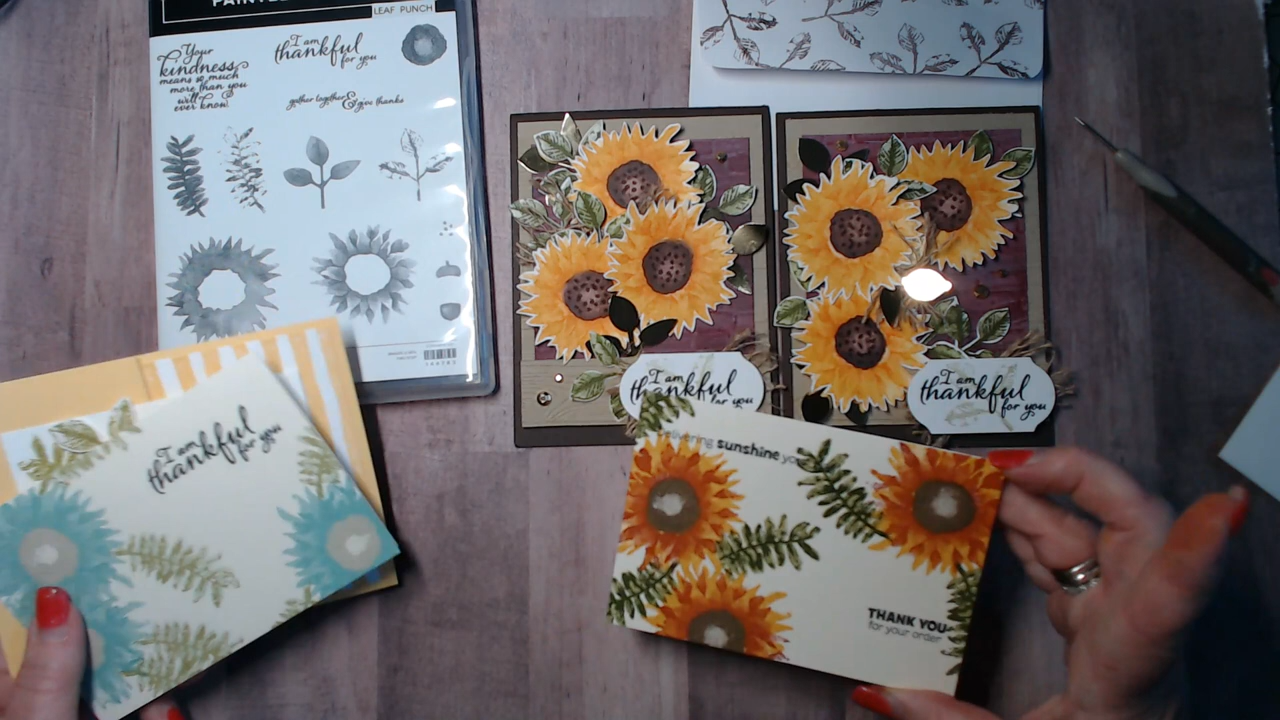 LEAF PUNCH
Your
kindness
means so much
more than you
will
ever know!
I am
thankful
for you
gather together & give thanks
I am
thankful
for you
I am
thankful
for you
I am
thankful
for you
sunshine
THANK YOU
for your order